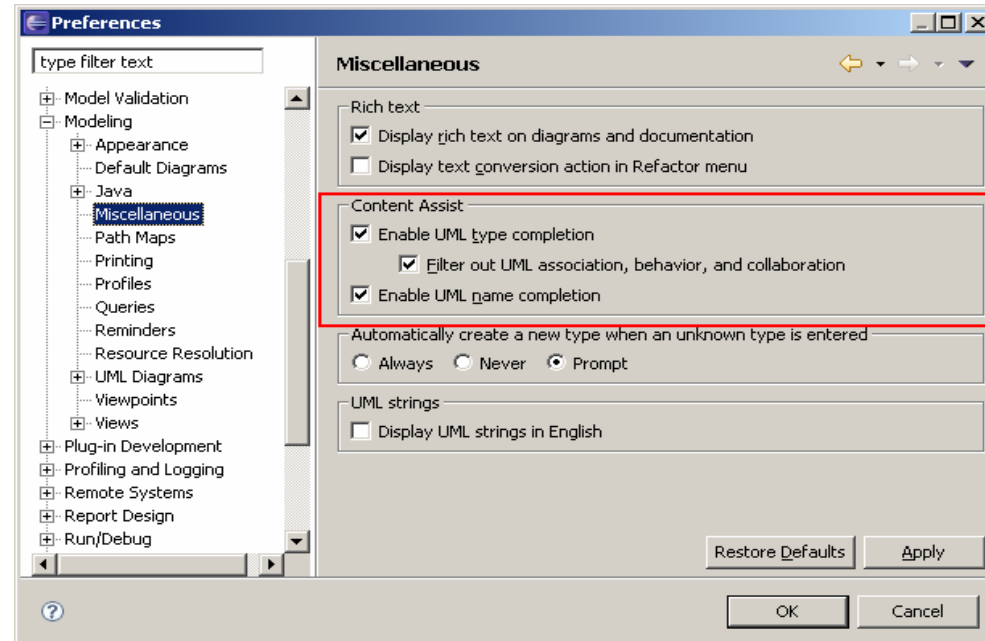 Preferences
type filter text
Model Validation
Modeling
Appearance
Default Diagrams
Java
Miscellaneous
Path Maps
Printing
Profiles
Queries
Reminders
Resource Resolution
UML Diagrams
Viewpoints
Views
Plug-in Development
Profiling and Logging
Remote Systems
Report Design
Run/Debug
Miscellaneous
Rich text
Display rich text on diagrams and documentation
Display text conversion action in Refactor menu
Content Assist
Enable UML type completion
Filter out UML association, behavior, and collaboration
Enable UML name completion
Automatically create a new type when an unknown type is entered
Always Never Prompt
UML strings
Display UML strings in English
Restore Defaults Apply
? OK Cancel